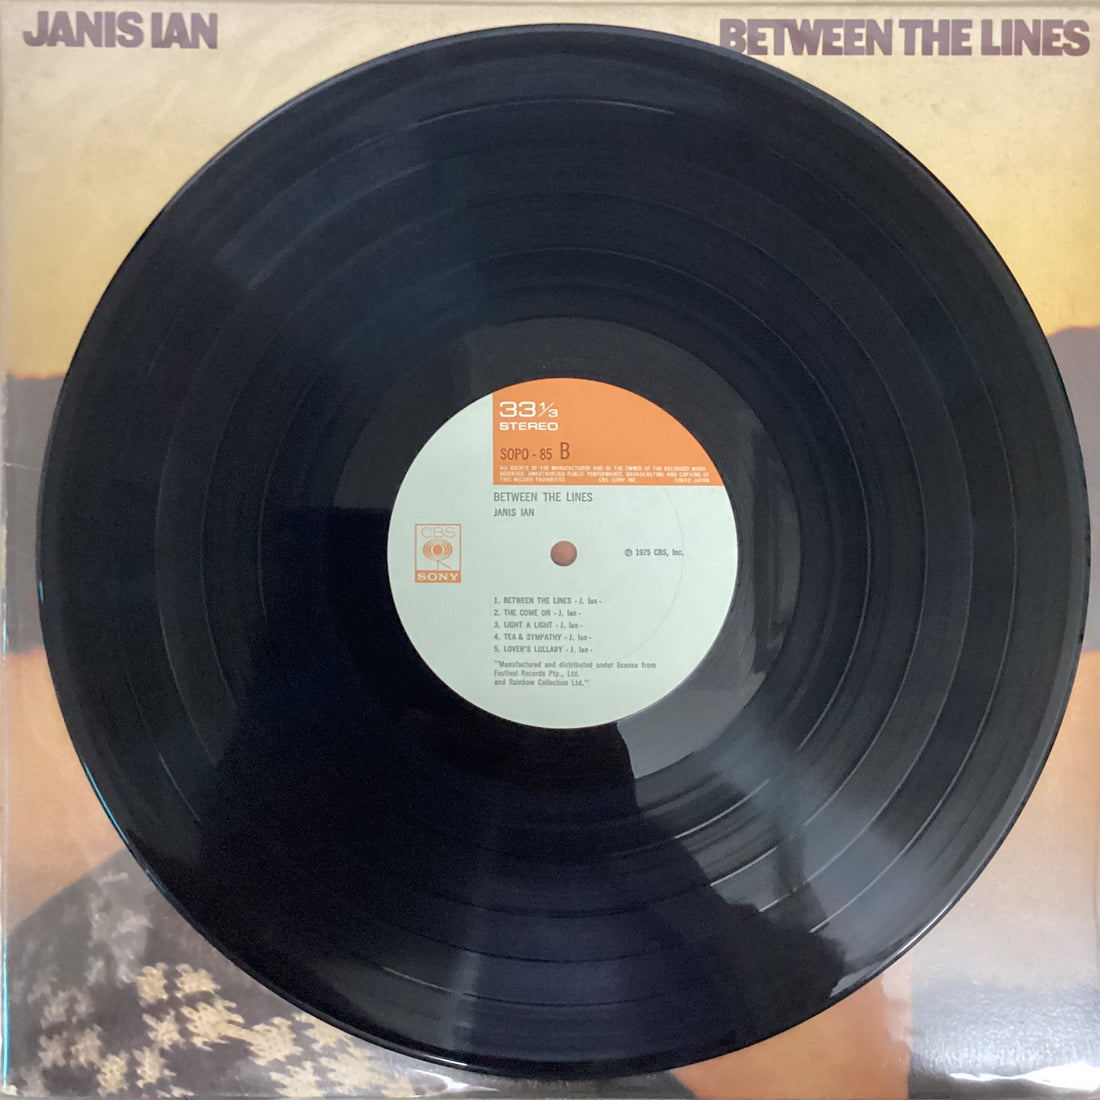 JANIS IAN
BETWEEN THE LINES
33 1/3
STEREO
SOPO - 85 B
ALL RIGHTS OF THE MANUFACTURER AND OF THE OWNER OF THE RECORDED WORK
RESERVED. UNAUTHORIZED PUBLIC PERFORMANCE, BROADCASTING AND COPYING OF
THIS RECORD PROHIBITED CBS/SONY INC. TOKYO JAPAN
BETWEEN THE LINES
JANIS IAN
CBS
SONY
℗ 1975 CBS, Inc.
1. BETWEEN THE LINES - J. Ian -
2. THE COME ON - J. Ian -
3. LIGHT A LIGHT - J. Ian -
4. TEA & SYMPATHY - J. Ian -
5. LOVER'S LULLABY - J. Ian -
"Manufactured and distributed under license from
Festival Records Pty., Ltd.
and Rainbow Collection Ltd."